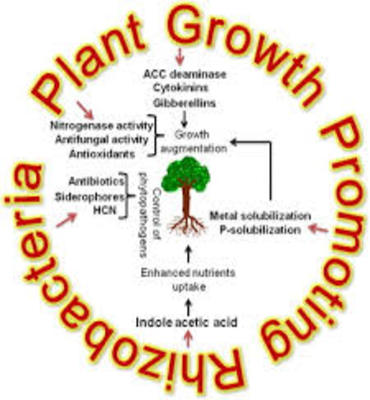 Plant Growth Promoting Rhizobacteria
ACC deaminase
Cytokinins
Gibberellins
Nitrogenase activity
Antifungal activity
Antioxidants
Growth
augmentation
Antibiotics
Siderophores
HCN
Control of
phytopathogens
Metal solubilization
P-solubilization
Enhanced nutrients
uptake
Indole acetic acid